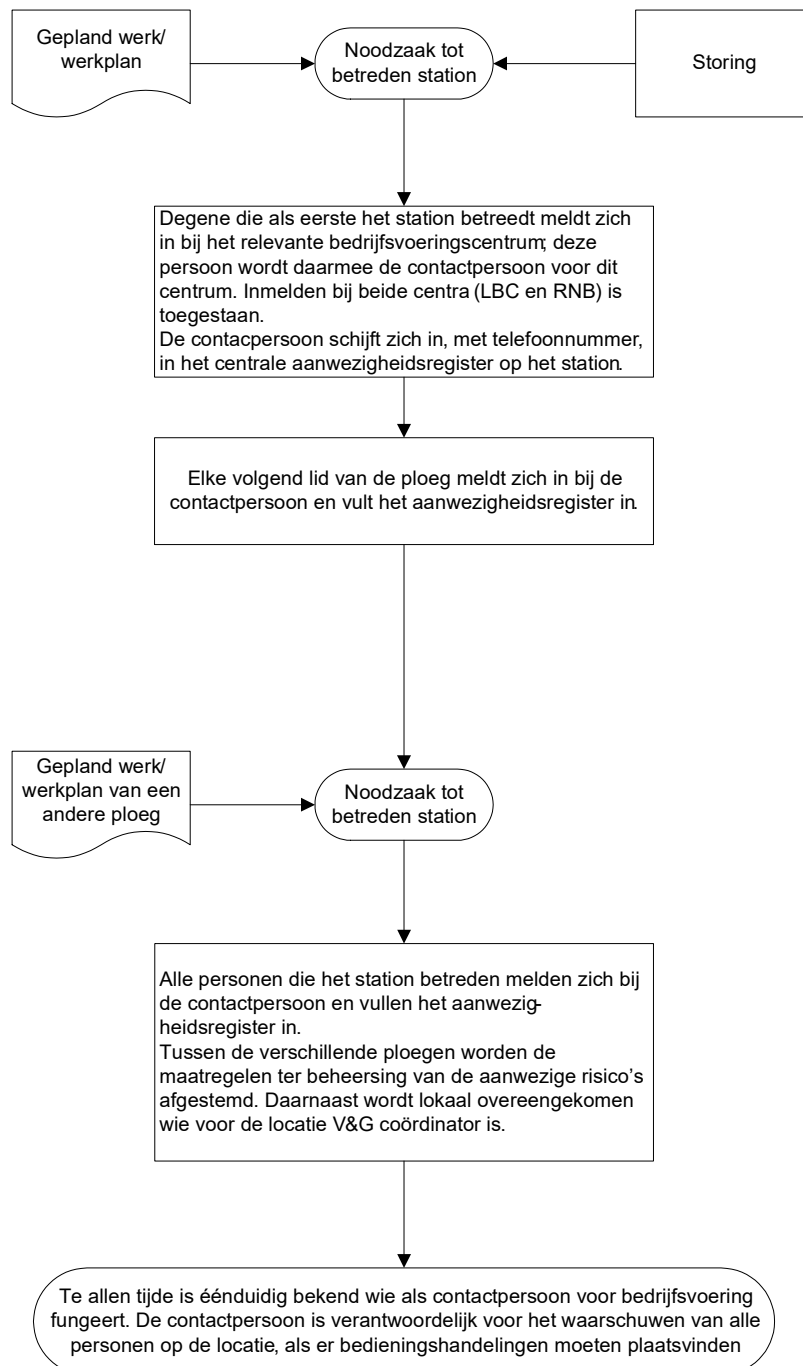 Gepland werk/
werkplan
Noodzaak tot
betreden station
Storing
Degene die als eerste het station betreedt meldt zich
in bij het relevante bedrijfsvoeringscentrum; deze
persoon wordt daarmee de contactpersoon voor dit
centrum. Inmelden bij beide centra (LBC en RNB) is
toegestaan.
De contacpersoon schijft zich in, met telefoonnummer,
in het centrale aanwezigheidsregister op het station.
Elke volgend lid van de ploeg meldt zich in bij de
contactpersoon en vult het aanwezigheidsregister in.
Gepland werk/
werkplan van een
andere ploeg
Noodzaak tot
betreden station
Alle personen die het station betreden melden zich bij
de contactpersoon en vullen het aanwezig-
heidsregister in.
Tussen de verschillende ploegen worden de
maatregelen ter beheersing van de aanwezige risico's
afgestemd. Daarnaast wordt lokaal overeengekomen
wie voor de locatie V&G coördinator is.
Te allen tijde is éénduidig bekend wie als contactpersoon voor bedrijfsvoering
fungeert. De contactpersoon is verantwoordelijk voor het waarschuwen van alle
personen op de locatie, als er bedieningshandelingen moeten plaatsvinden